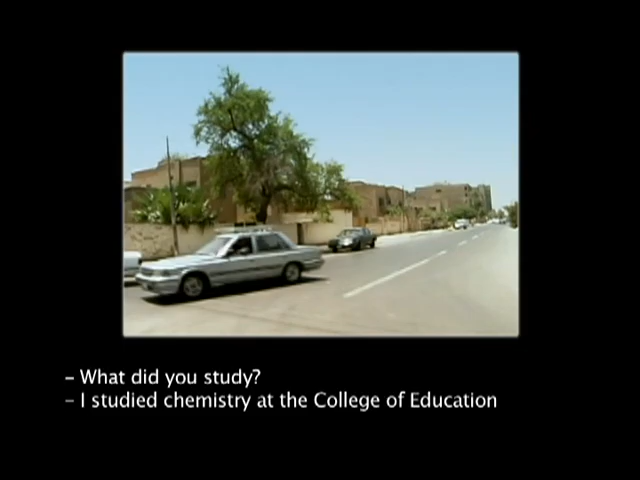 – What did you study?
– I studied chemistry at the College of Education